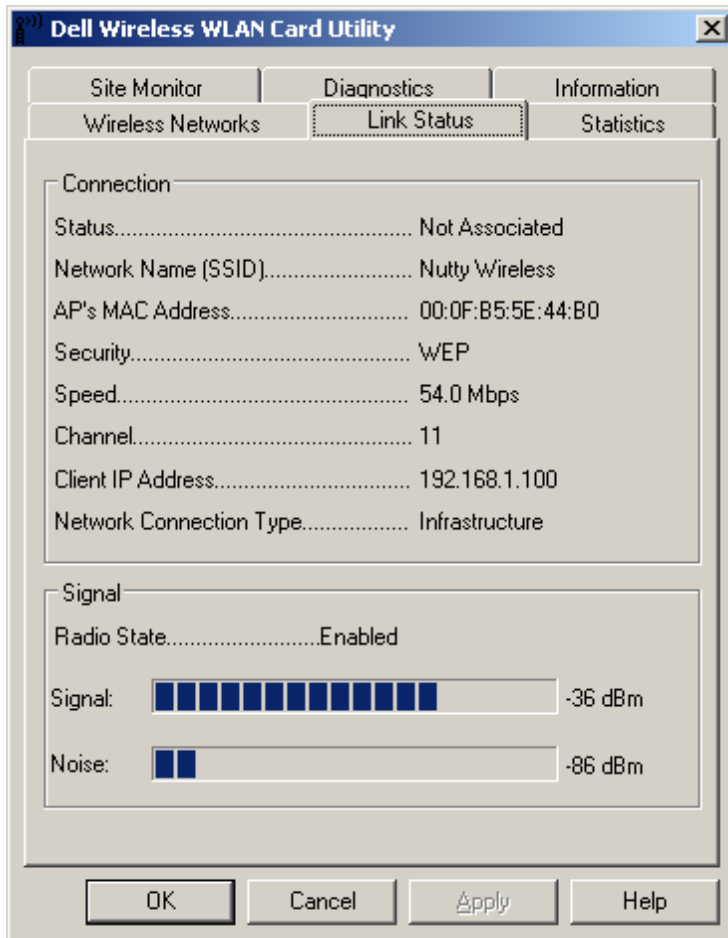 Dell Wireless WLAN Card Utility
Site Monitor Diagnostics Information
Wireless Networks Link Status Statistics
Connection
Status.......................................... Not Associated
Network Name (SSID)..................... Nutty Wireless
AP's MAC Address.......................... 00:0F:B5:5E:44:B0
Security............................................ WEP
Speed.............................................. 54.0 Mbps
Channel............................................ 11
Client IP Address............................ 192.168.1.100
Network Connection Type............... Infrastructure
Signal
Radio State........................Enabled
Signal: -36 dBm
Noise: -86 dBm
OK Cancel Apply Help